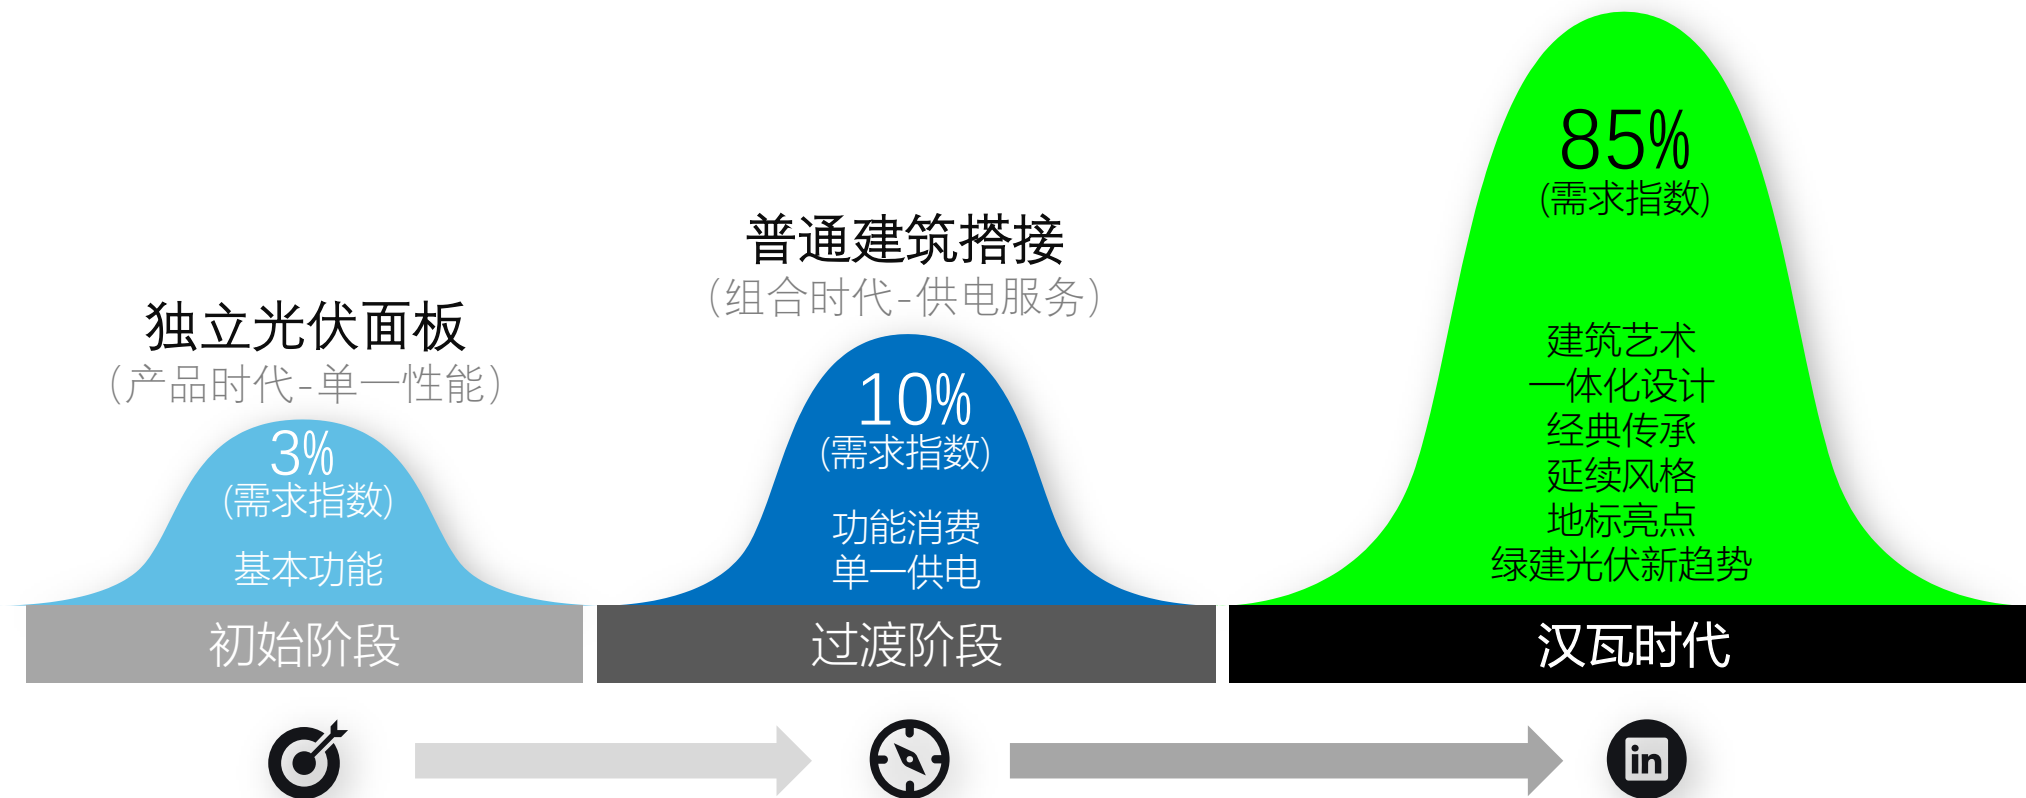 独立光伏面板
（产品时代-单一性能）
3%
(需求指数)
基本功能
初始阶段
普通建筑搭接
（组合时代-供电服务）
10%
(需求指数)
功能消费
单一供电
过渡阶段
85%
(需求指数)
建筑艺术
一体化设计
经典传承
延续风格
地标亮点
绿建光伏新趋势
汉瓦时代
in